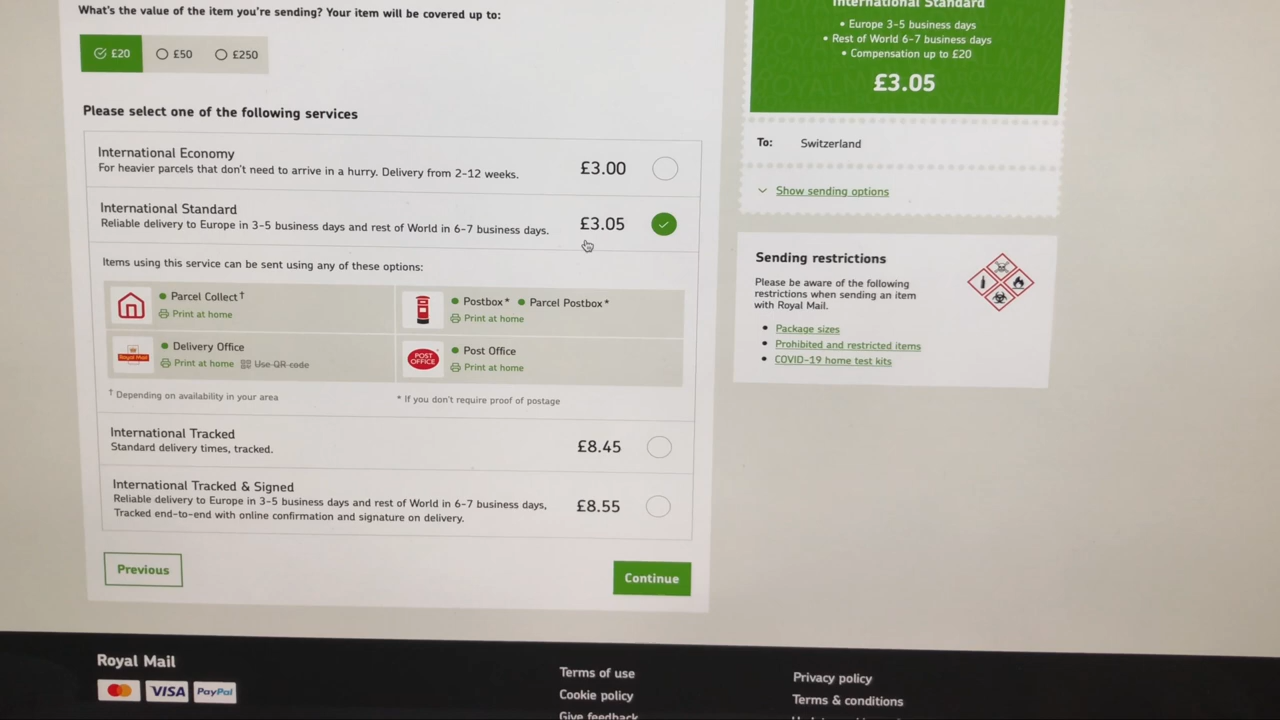 What's the value of the item you're sending? Your item will be covered up to:
£20 £50 £250
Please select one of the following services
International Economy
For heavier parcels that don't need to arrive in a hurry. Delivery from 2-12 weeks.
£3.00
International Standard
Reliable delivery to Europe in 3-5 business days and rest of World in 6-7 business days.
£3.05
Items using this service can be sent using any of these options:
Parcel Collect†
Print at home
Postbox* Parcel Postbox*
Print at home
Royal Mail
Delivery Office
Print at home Use QR code
POST OFFICE
Post Office
Print at home
† Depending on availability in your area
* If you don't require proof of postage
International Tracked
Standard delivery times, tracked.
£8.45
International Tracked & Signed
Reliable delivery to Europe in 3-5 business days and rest of World in 6-7 business days,
Tracked end-to-end with online confirmation and signature on delivery.
£8.55
Previous
Continue
International Standard
• Europe 3-5 business days
• Rest of World 6-7 business days
• Compensation up to £20
£3.05
To: Switzerland
Show sending options
Sending restrictions
Please be aware of the following
restrictions when sending an item
with Royal Mail.
• Package sizes
• Prohibited and restricted items
• COVID-19 home test kits
Royal Mail
VISA PayPal
Terms of use
Cookie policy
Give feedback
Privacy policy
Terms & conditions